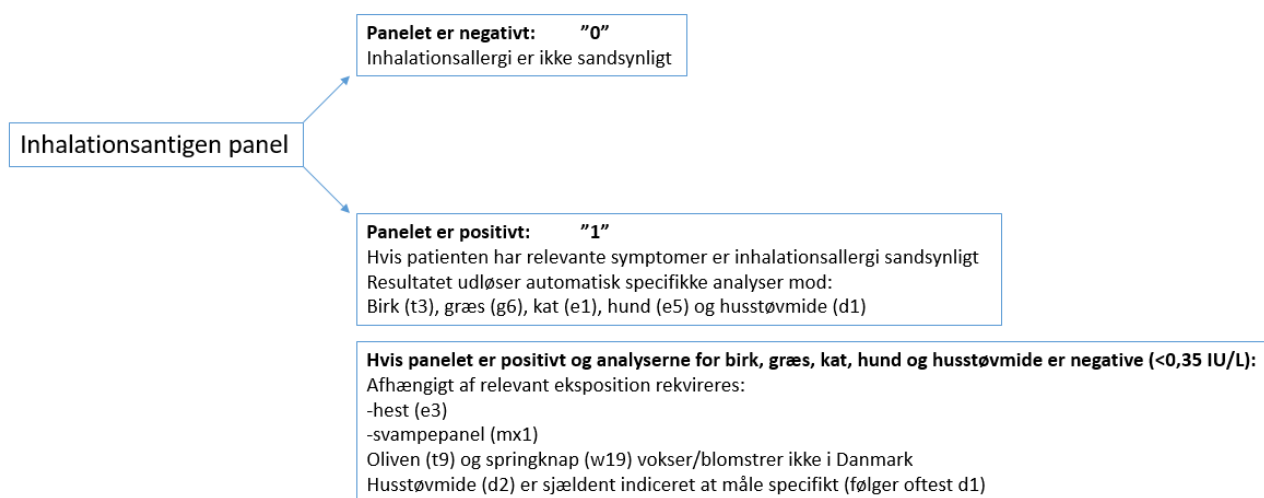 Panelet er negativt: ”0”
Inhalationsallergi er ikke sandsynligt
Inhalationsantigen panel
Panelet er positivt: ”1”
Hvis patienten har relevante symptomer er inhalationsallergi sandsynligt
Resultatet udløser automatisk specifikke analyser mod:
Birk (t3), græs (g6), kat (e1), hund (e5) og husstøvmide (d1)
Hvis panelet er positivt og analyserne for birk, græs, kat, hund og husstøvmide er negative (<0,35 IU/L):
Afhængigt af relevant eksposition rekvireres:
-hest (e3)
-svampepanel (mx1)
Oliven (t9) og springknap (w19) vokser/blomstrer ikke i Danmark
Husstøvmide (d2) er sjældent indiceret at måle specifikt (følger oftest d1)